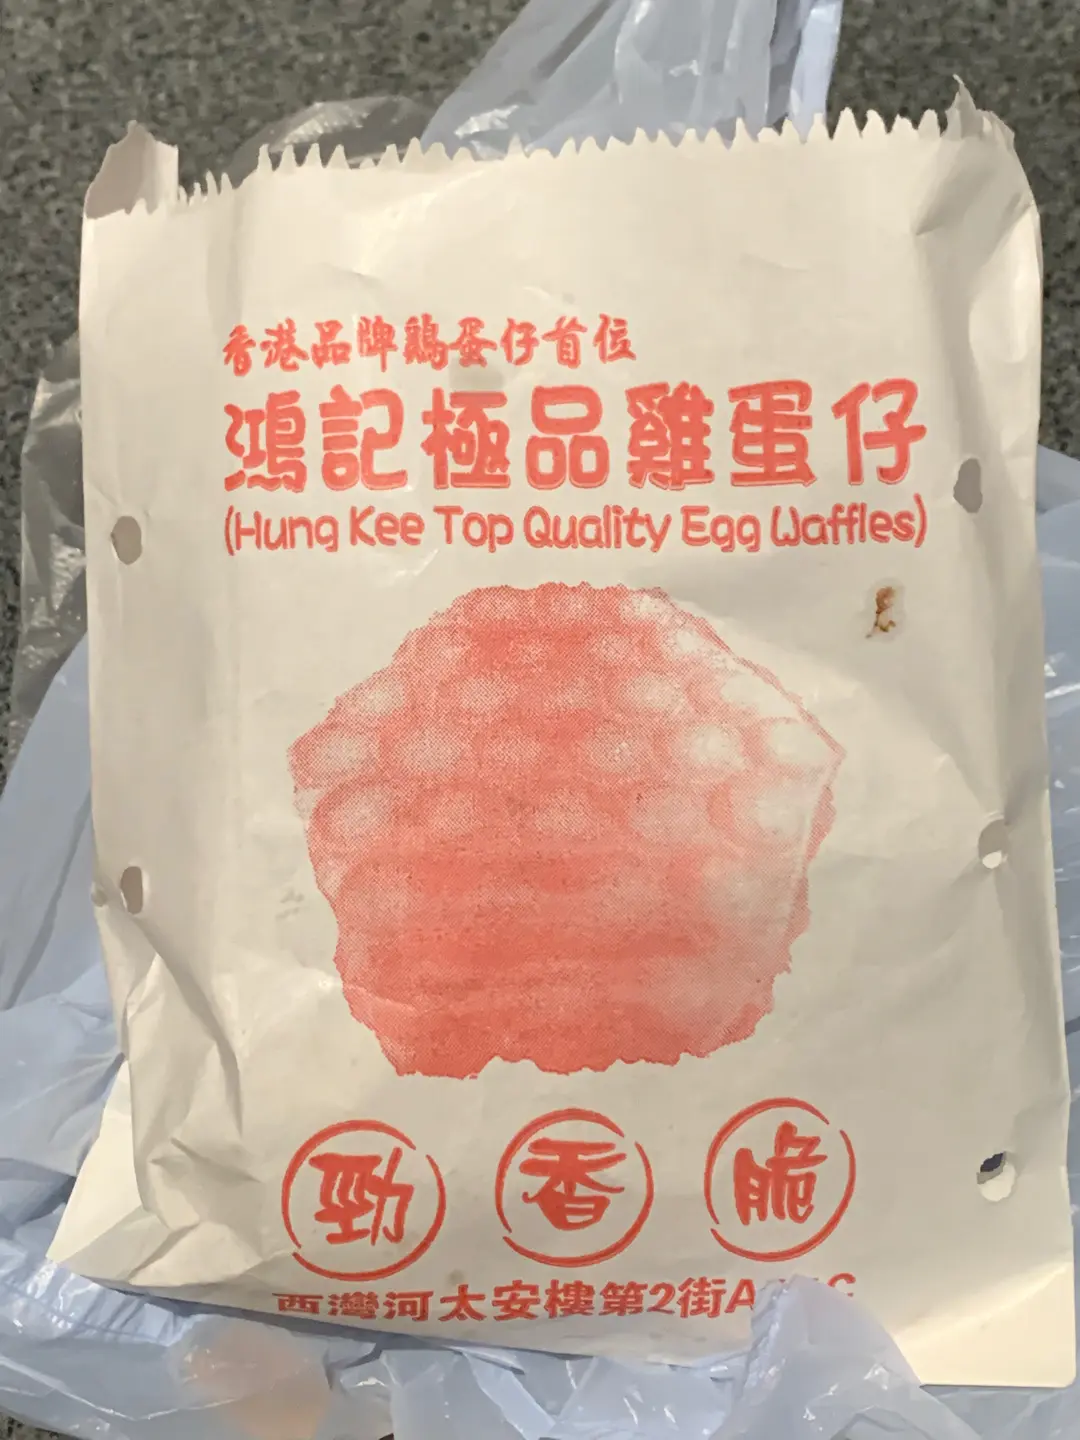 香港品牌鷄蛋仔首位
鴻記極品雞蛋仔
(Hung Kee Top Quality Egg Waffles)
勁 香 脆
西灣河太安樓第2街A